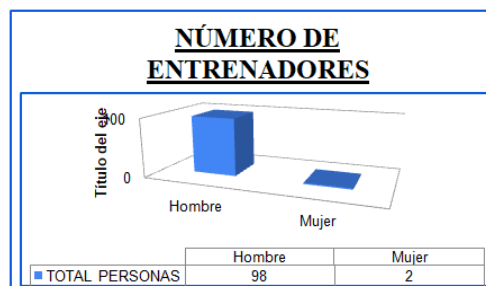 NÚMERO DE
ENTRENADORES
Título del eje
100
0
Hombre
Mujer
Hombre Mujer
TOTAL PERSONAS 98 2